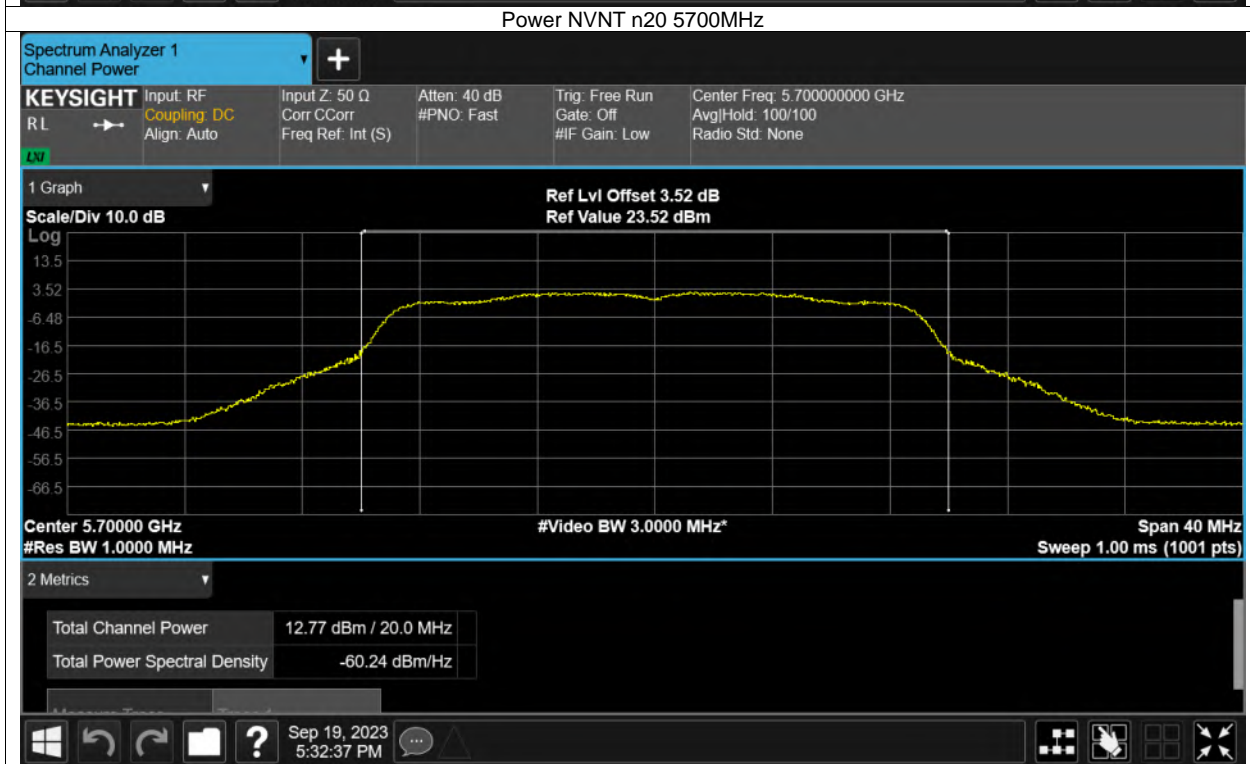 Power NVNT n20 5700MHz
Spectrum Analyzer 1
Channel Power
+
KEYSIGHT Input: RF Input Z: 50 Ω Atten: 40 dB Trig: Free Run Center Freq: 5.700000000 GHz
RL Coupling: DC Corr CCorr #PNO: Fast Gate: Off Avg|Hold: 100/100
Align: Auto Freq Ref: Int (S) #IF Gain: Low Radio Std: None
LXI
1 Graph Ref Lvl Offset 3.52 dB
Scale/Div 10.0 dB Ref Value 23.52 dBm
Log
13.5
3.52
-6.48
-16.5
-26.5
-36.5
-46.5
-56.5
-66.5
Center 5.70000 GHz #Video BW 3.0000 MHz* Span 40 MHz
#Res BW 1.0000 MHz Sweep 1.00 ms (1001 pts)
2 Metrics
Total Channel Power 12.77 dBm / 20.0 MHz
Total Power Spectral Density -60.24 dBm/Hz
? Sep 19, 2023
5:32:37 PM